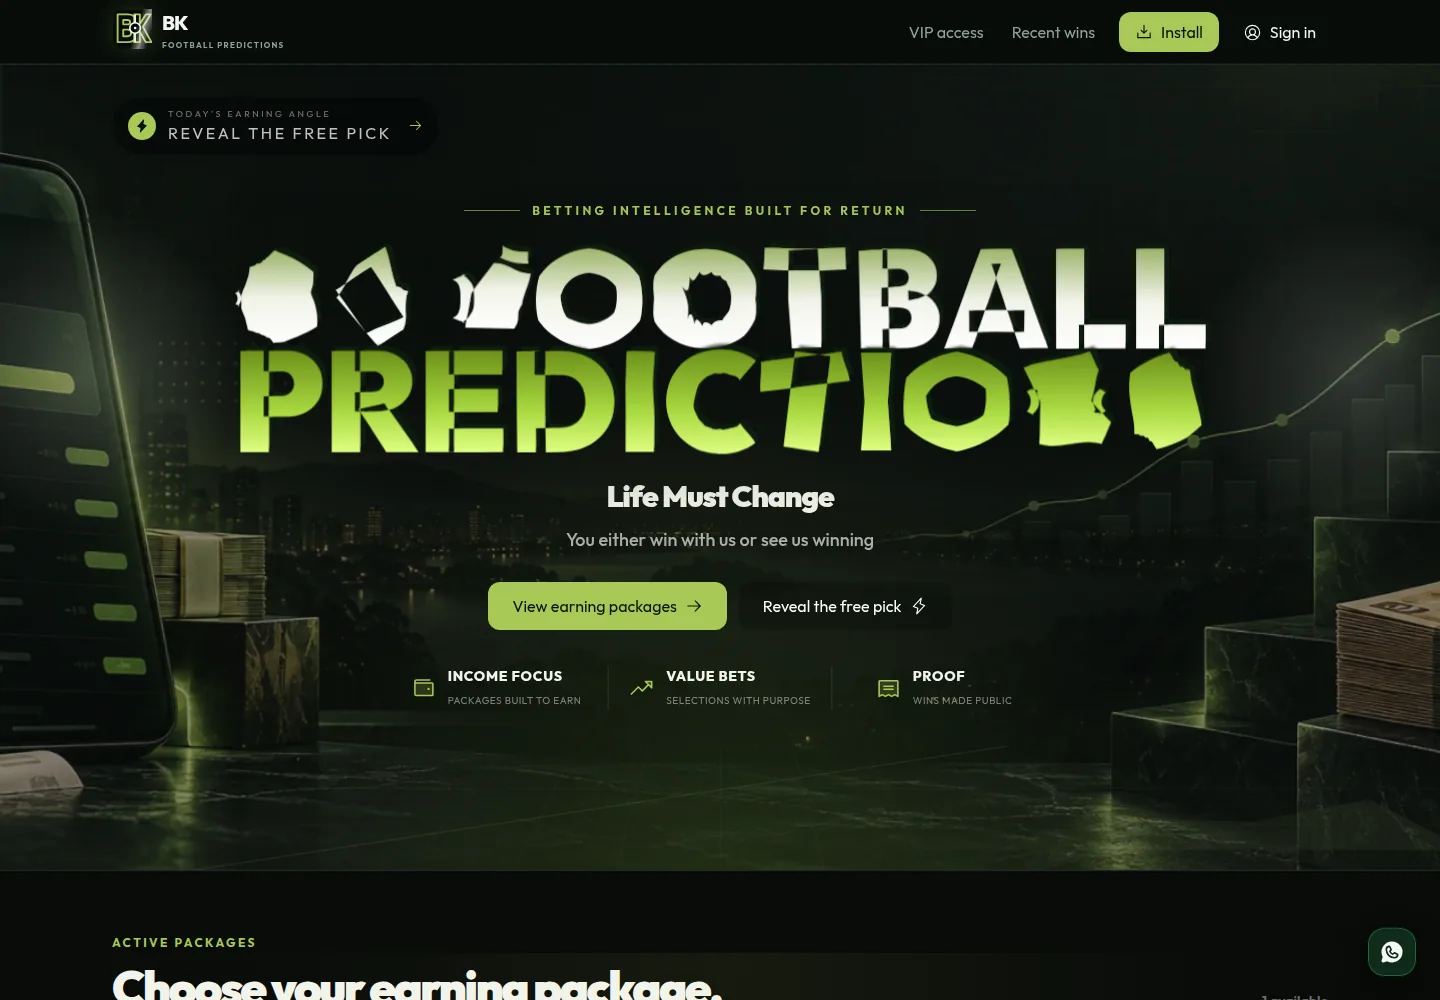 BK
FOOTBALL PREDICTIONS
VIP access
Recent wins
Install
Sign in
TODAY'S EARNING ANGLE
REVEAL THE FREE PICK
BETTING INTELLIGENCE BUILT FOR RETURN
FOOTBALL
Life Must Change
You either win with us or see us winning
View earning packages
Reveal the free pick
INCOME FOCUS
PACKAGES BUILT TO EARN
VALUE BETS
SELECTIONS WITH PURPOSE
PROOF
WINS MADE PUBLIC
ACTIVE PACKAGES
Choose your earning package.
1 available